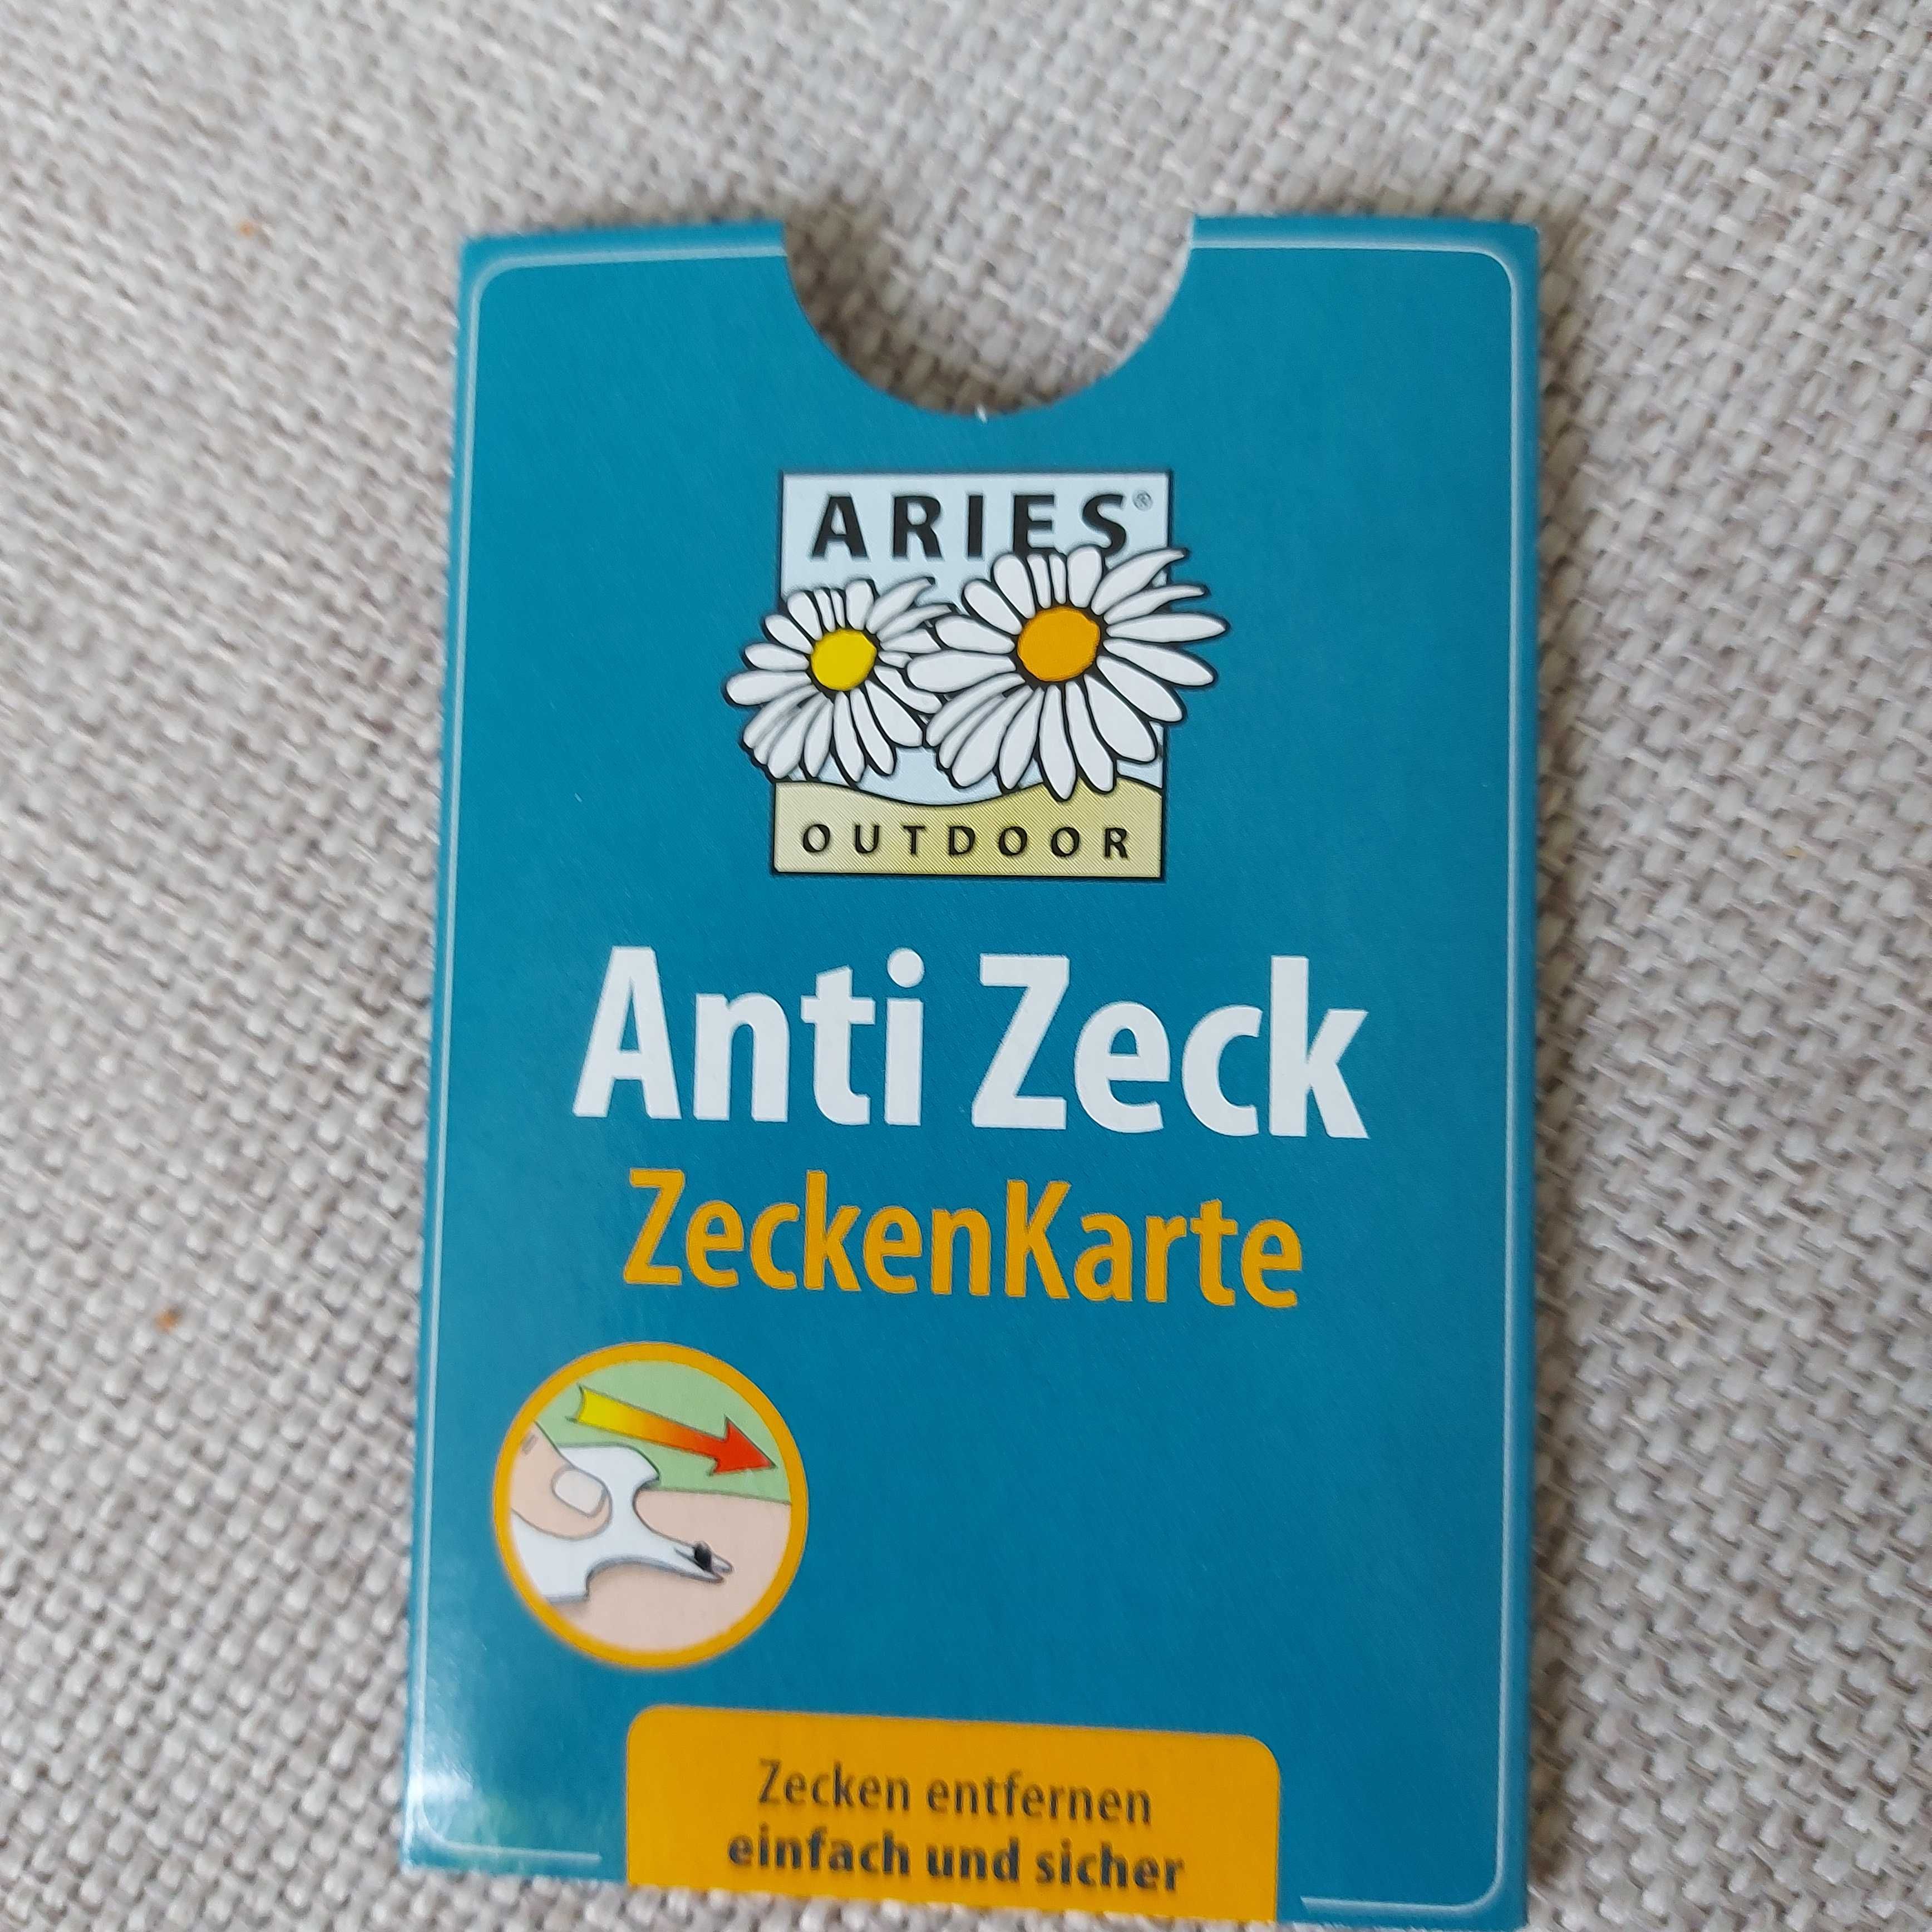 ARIES®
OUTDOOR
Anti Zeck
ZeckenKarte
Zecken entfernen
einfach und sicher